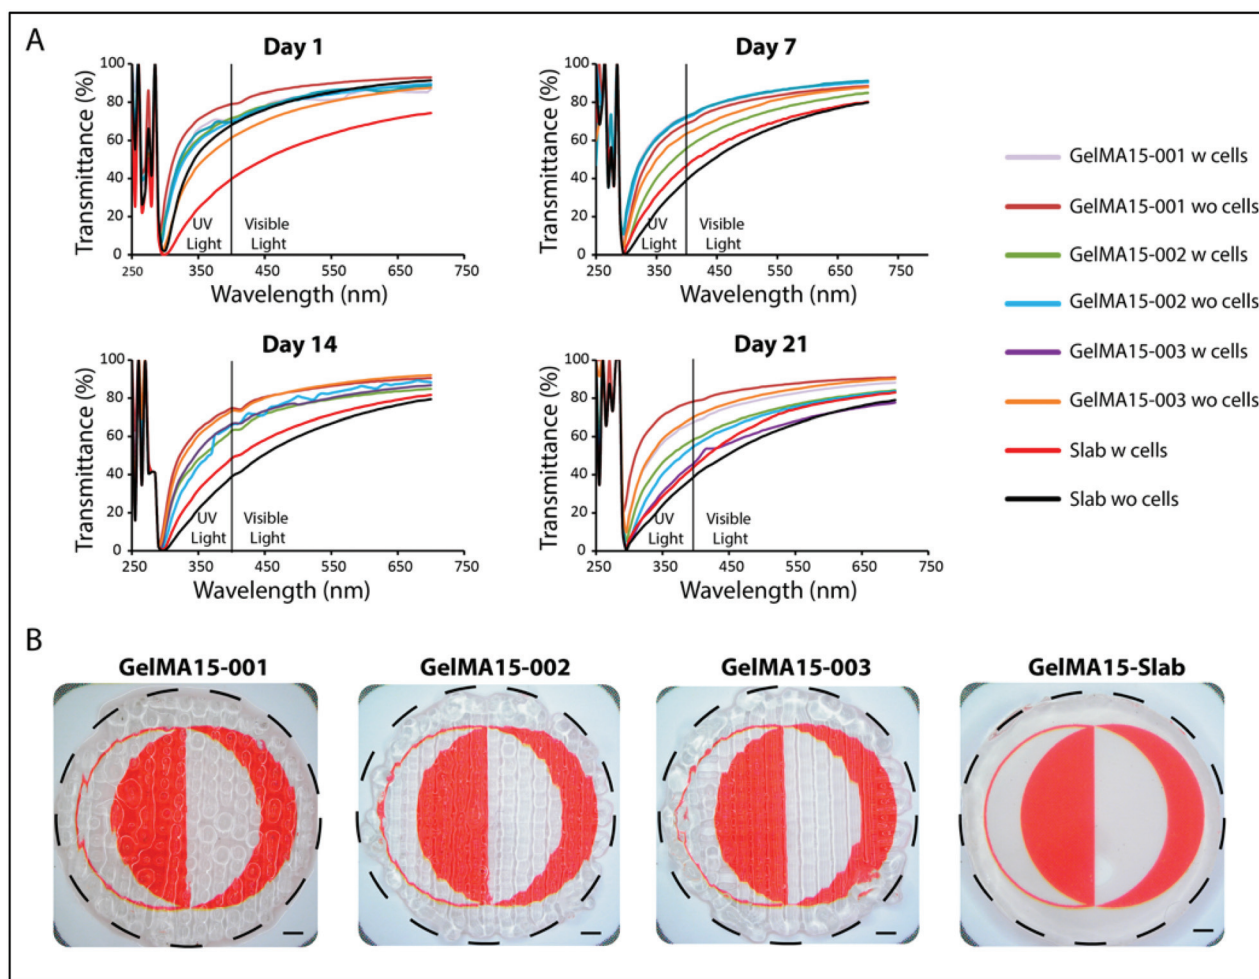 A
Day 1
Day 7
Transmittance (%)
100
80
60
40
20
0
UV Light
Visible Light
250
350
450
550
650
750
Wavelength (nm)
Transmittance (%)
100
80
60
40
20
0
UV Light
Visible Light
250
350
450
550
650
750
Wavelength (nm)
GelMA15-001 w cells
GelMA15-001 wo cells
GelMA15-002 w cells
GelMA15-002 wo cells
GelMA15-003 w cells
GelMA15-003 wo cells
Slab w cells
Slab wo cells
Day 14
Day 21
Transmittance (%)
100
80
60
40
20
0
UV Light
Visible Light
250
350
450
550
650
750
Wavelength (nm)
Transmittance (%)
100
80
60
40
20
0
UV Light
Visible Light
250
350
450
550
650
750
Wavelength (nm)
B
GelMA15-001
GelMA15-002
GelMA15-003
GelMA15-Slab